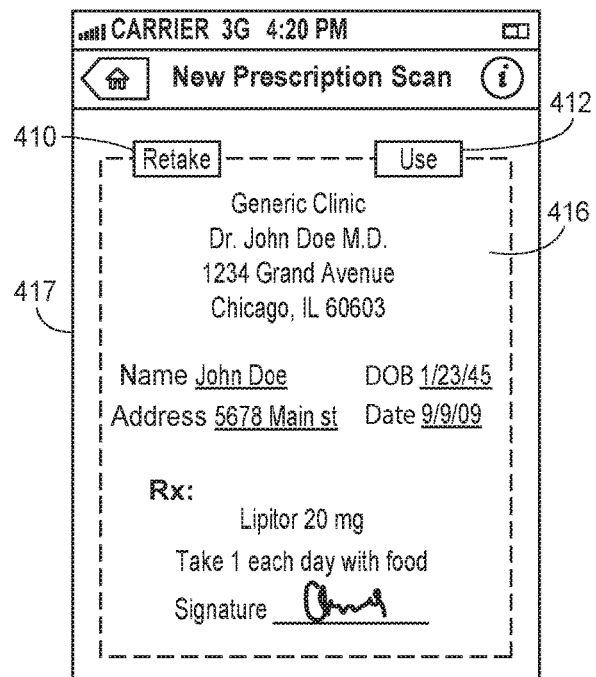 CARRIER 3G 4:20 PM
New Prescription Scan i
410 412
Retake Use
416
417
Generic Clinic
Dr. John Doe M.D.
1234 Grand Avenue
Chicago, IL 60603
Name John Doe DOB 1/23/45
Address 5678 Main st Date 9/9/09
Rx:
Lipitor 20 mg
Take 1 each day with food
Signature